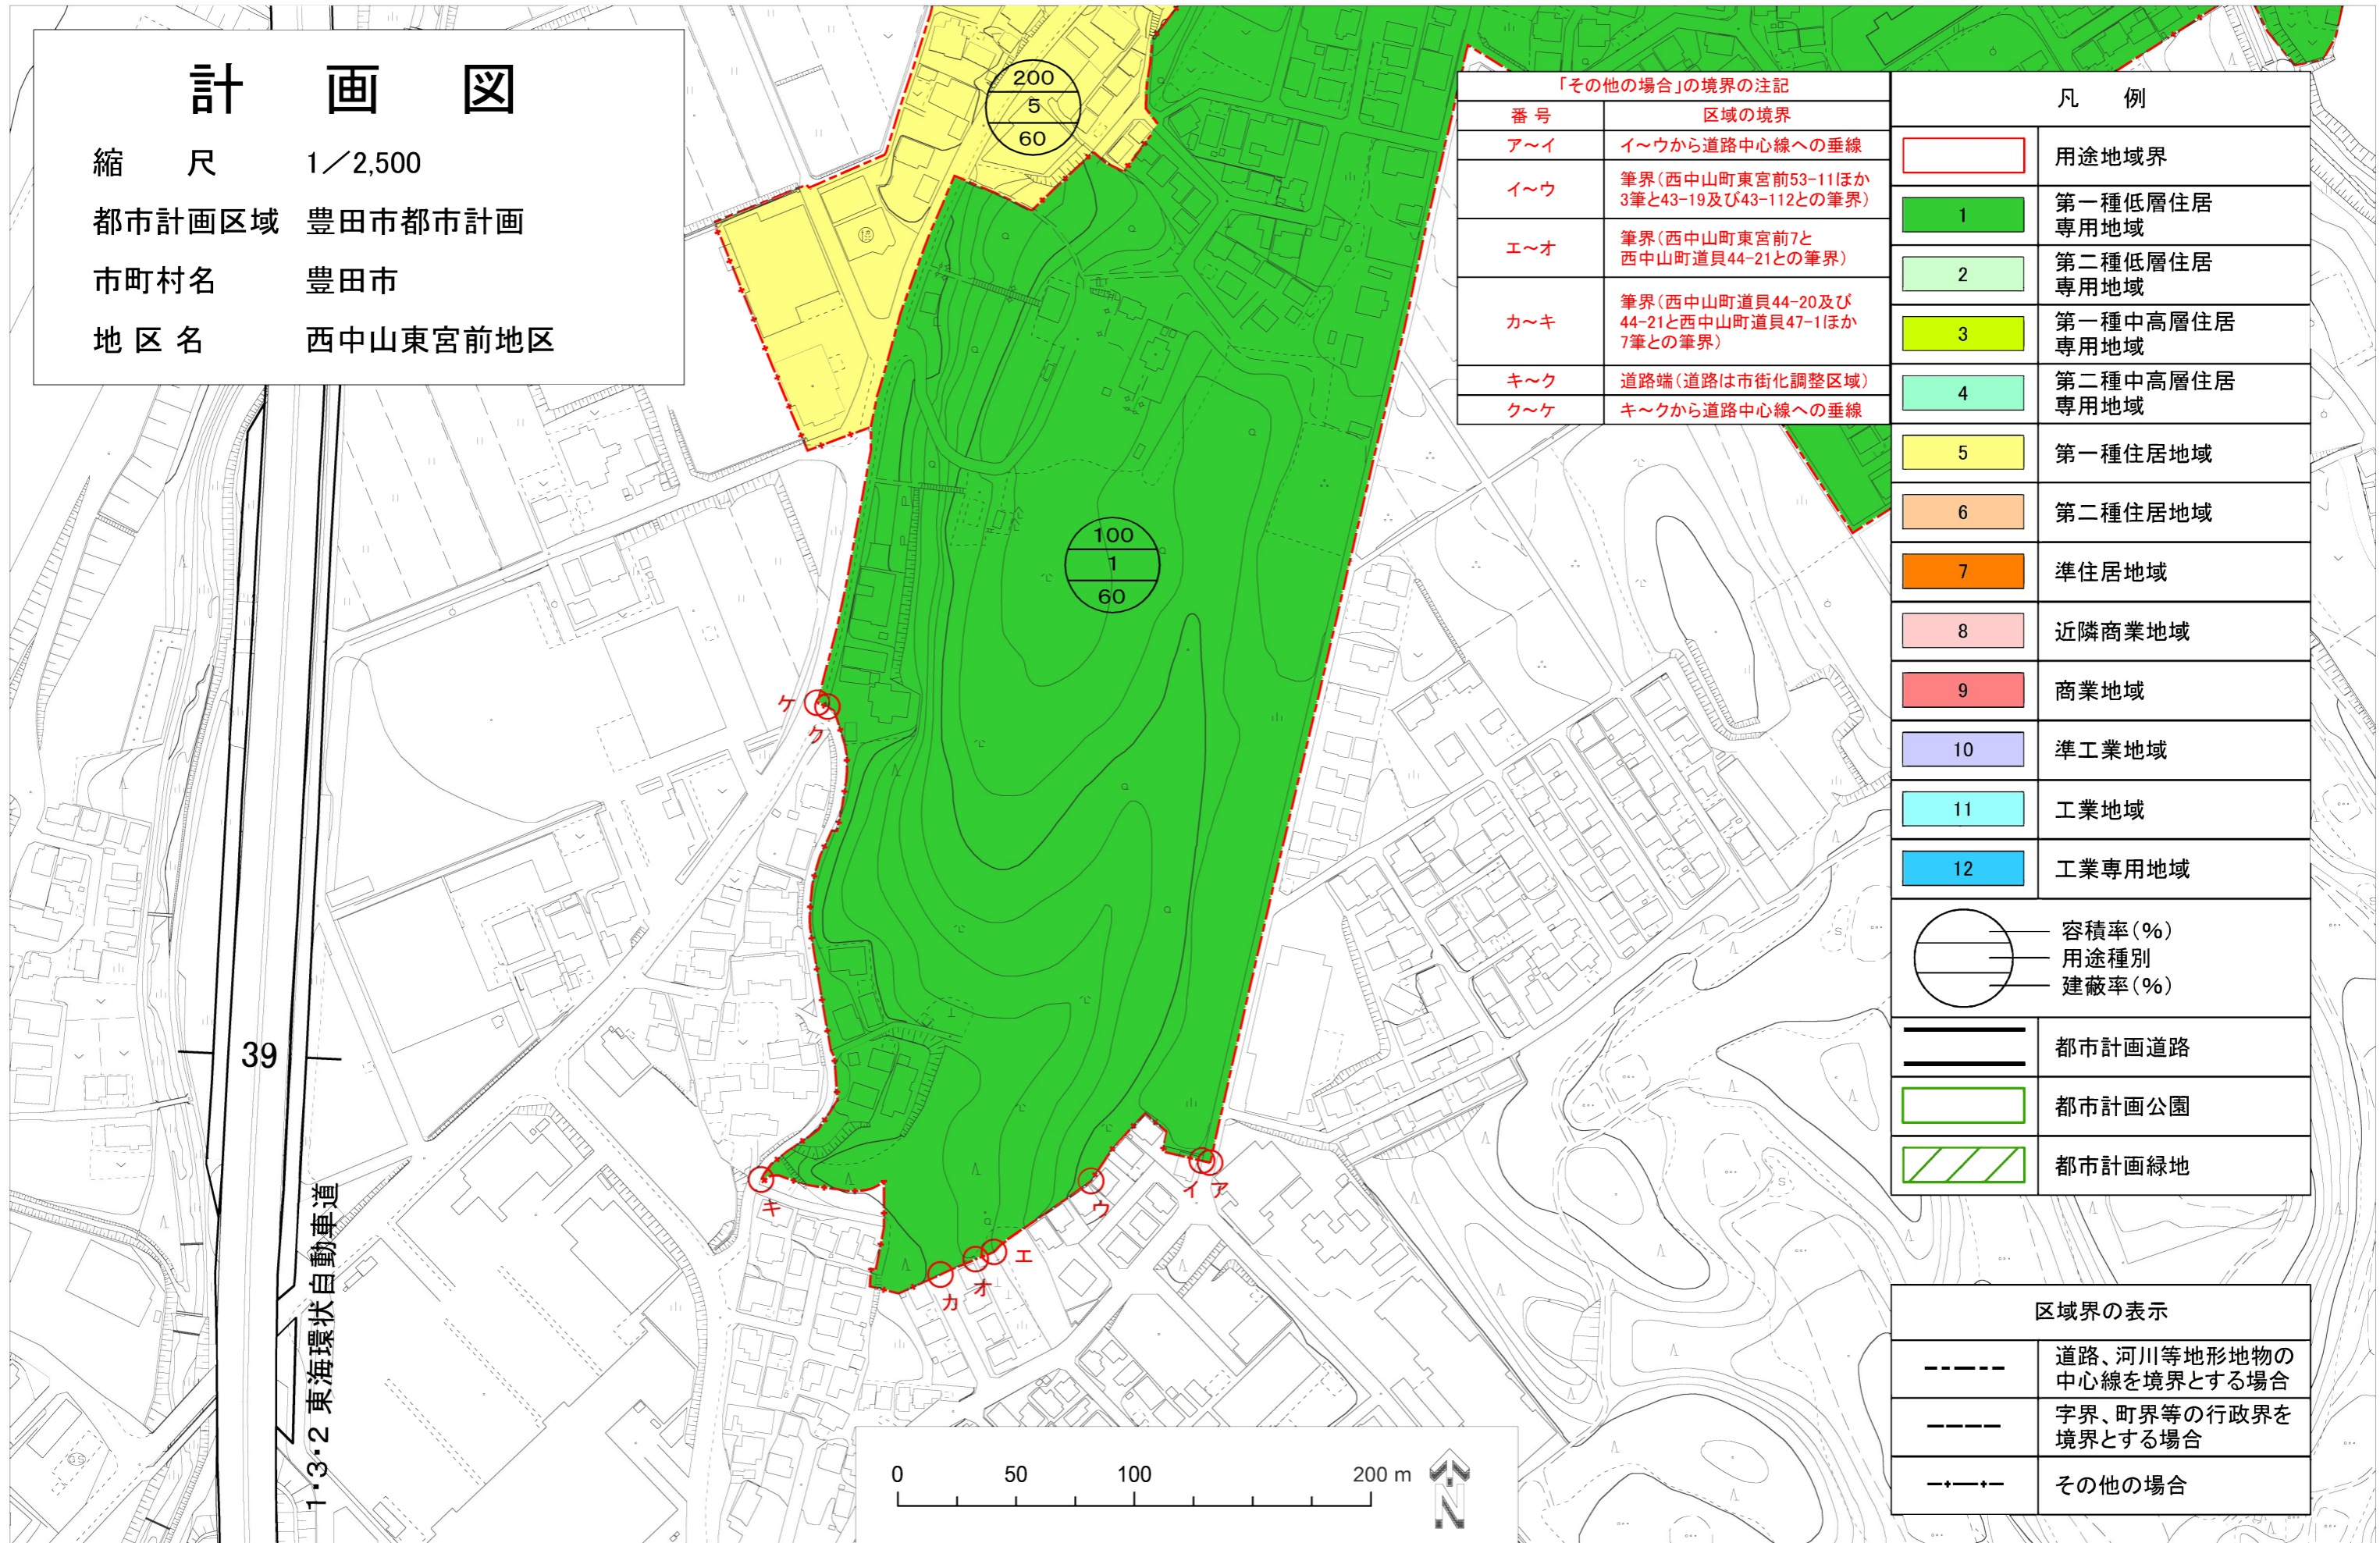 計画図
縮尺 1／2,500
都市計画区域 豊田市都市計画
市町村名 豊田市
地区名 西中山東宮前地区
200
5
60
100
1
60
「その他の場合」の境界の注記
番号 区域の境界
ア～イ イ～ウから道路中心線への垂線
イ～ウ 筆界（西中山町東宮前53-11ほか
3筆と43-19及び43-112との筆界）
エ～オ 筆界（西中山町東宮前7と
西中山町道貝44-21との筆界）
カ～キ 筆界（西中山町道貝44-20及び
44-21と西中山町道貝47-1ほか
7筆との筆界）
キ～ク 道路端（道路は市街化調整区域）
ク～ケ キ～クから道路中心線への垂線
凡例
用途地域界
1 第一種低層住居
専用地域
2 第二種低層住居
専用地域
3 第一種中高層住居
専用地域
4 第二種中高層住居
専用地域
5 第一種住居地域
6 第二種住居地域
7 準住居地域
8 近隣商業地域
9 商業地域
10 準工業地域
11 工業地域
12 工業専用地域
容積率（%）
用途種別
建蔽率（%）
都市計画道路
都市計画公園
都市計画緑地
区域界の表示
道路、河川等地形地物の
中心線を境界とする場合
字界、町界等の行政界を
境界とする場合
その他の場合
ケ
ク
キ
カ
オ
エ
ウ
イ
ア
39
1・3・2 東海環状自動車道
0 50 100 200 m
N